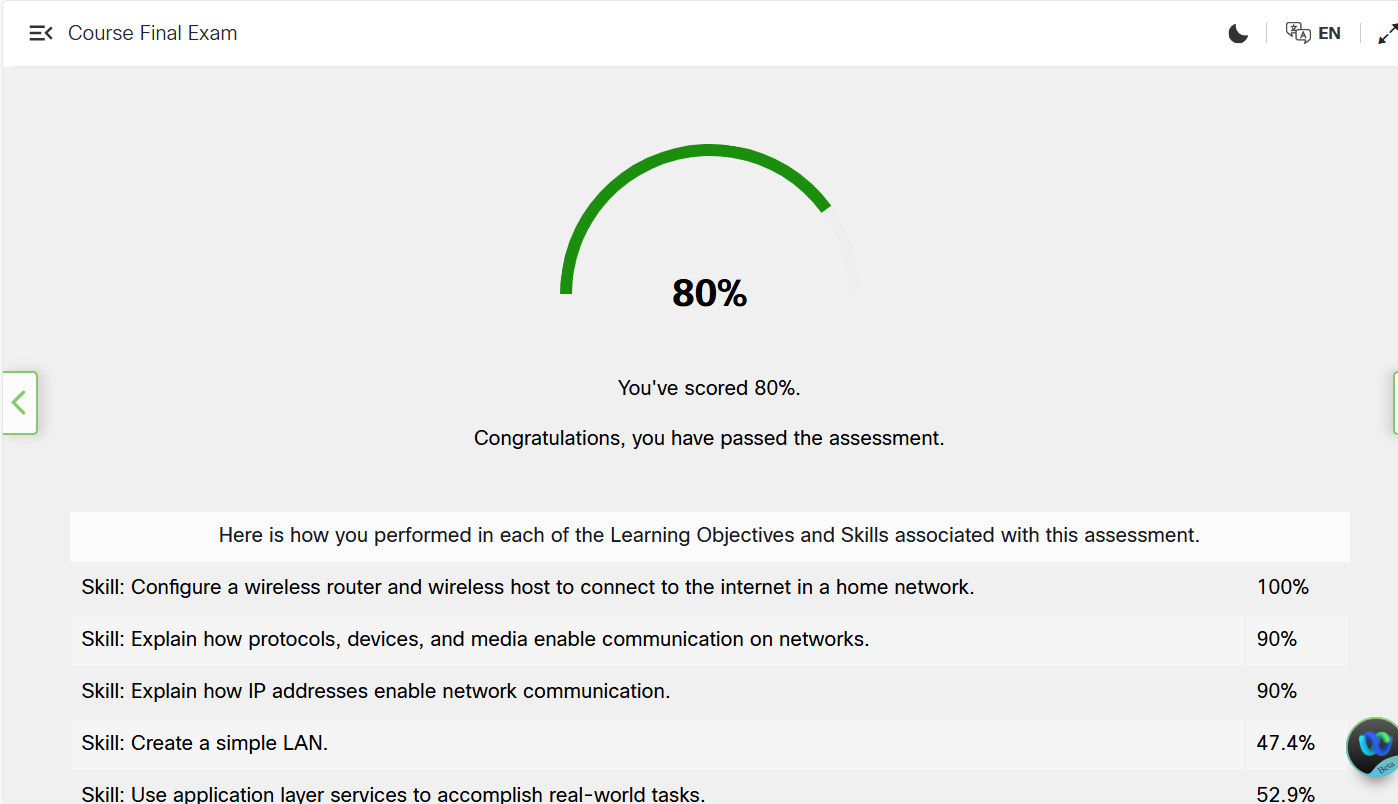 Course Final Exam
EN
80%
You've scored 80%.
Congratulations, you have passed the assessment.
Here is how you performed in each of the Learning Objectives and Skills associated with this assessment.
Skill: Configure a wireless router and wireless host to connect to the internet in a home network. 100%
Skill: Explain how protocols, devices, and media enable communication on networks. 90%
Skill: Explain how IP addresses enable network communication. 90%
Skill: Create a simple LAN. 47.4%
Beta
Skill: Use application layer services to accomplish real-world tasks. 52.9%